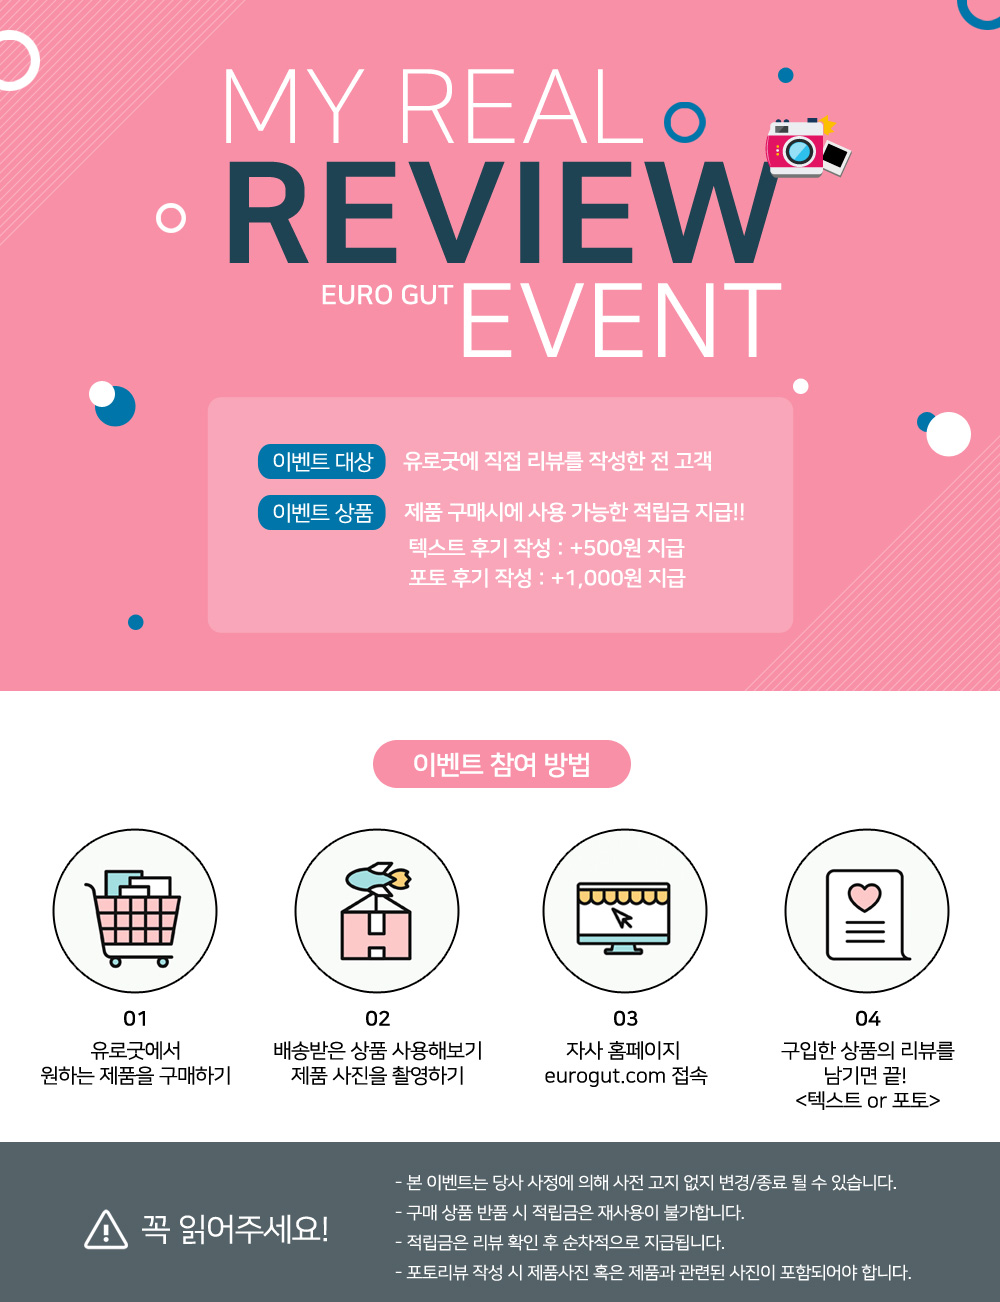 MY REAL
REVIEW
EURO GUT EVENT
이벤트 대상 유로굿에 직접 리뷰를 작성한 전 고객
이벤트 상품 제품 구매시에 사용 가능한 적립금 지급!!
텍스트 후기 작성 : +500원 지급
포토 후기 작성 : +1,000원 지급
이벤트 참여 방법
01
유로굿에서
원하는 제품을 구매하기
02
배송받은 상품 사용해보기
제품 사진을 촬영하기
03
자사 홈페이지
eurogut.com 접속
04
구입한 상품의 리뷰를
남기면 끝!
<텍스트 or 포토>
꼭 읽어주세요!
- 본 이벤트는 당사 사정에 의해 사전 고지 없지 변경/종료 될 수 있습니다.
- 구매 상품 반품 시 적립금은 재사용이 불가합니다.
- 적립금은 리뷰 확인 후 순차적으로 지급됩니다.
- 포토리뷰 작성 시 제품사진 혹은 제품과 관련된 사진이 포함되어야 합니다.